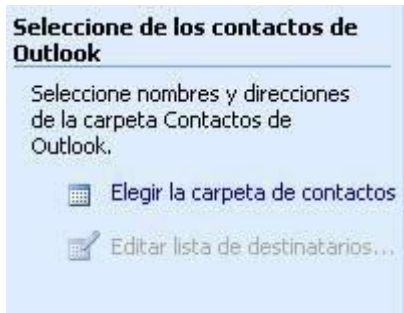 Seleccione de los contactos de
Outlook
Seleccione nombres y direcciones
de la carpeta Contactos de
Outlook.
Elegir la carpeta de contactos
Editar lista de destinatarios...